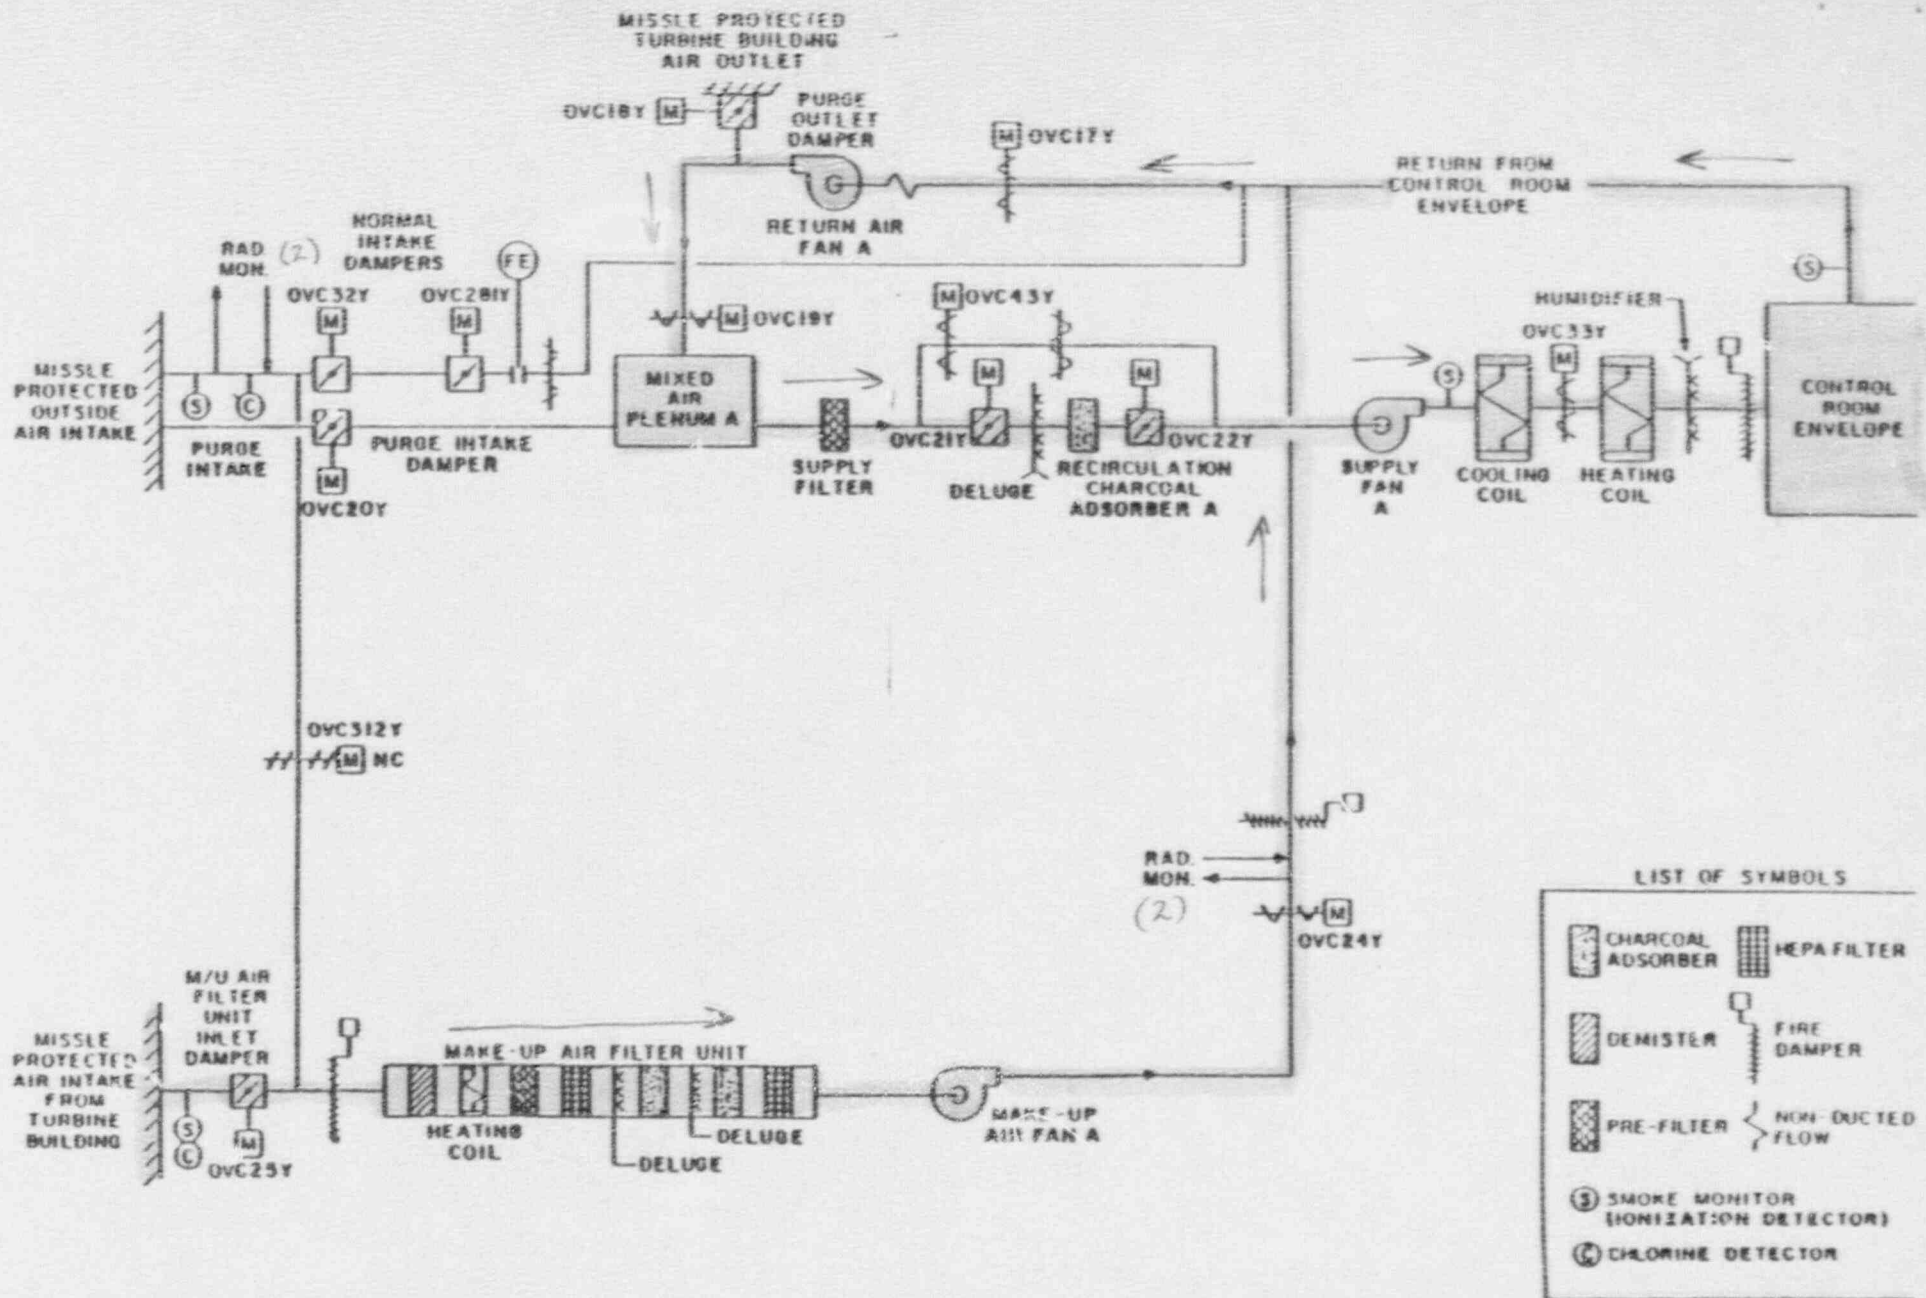 MISSLE PROTECTED
TURBINE BUILDING
AIR OUTLET
OVC18Y
M
PURGE
OUTLET
DAMPER
M
OVC17Y
RETURN AIR
FAN A
RETURN FROM
CONTROL ROOM
ENVELOPE
RAD.
MON.
(2)
NORMAL
INTAKE
DAMPERS
FE
OVC32Y
M
OVC281Y
M
M
OVC19Y
M
OVC43Y
S
HUMIDIFIER
OVC33Y
M
MISSLE
PROTECTED
OUTSIDE
AIR INTAKE
S
C
PURGE
INTAKE
PURGE INTAKE
DAMPER
M
OVC20Y
MIXED
AIR
PLENUM A
SUPPLY
FILTER
M
OVC21Y
DELUGE
M
OVC22Y
RECIRCULATION
CHARCOAL
ADSORBER A
SUPPLY
FAN
A
S
COOLING
COIL
HEATING
COIL
CONTROL
ROOM
ENVELOPE
OVC312Y
M
NC
RAD.
MON.
(2)
M
OVC24Y
MISSLE
PROTECTED
AIR INTAKE
FROM
TURBINE
BUILDING
M/U AIR
FILTER
UNIT
INLET
DAMPER
S
C
M
OVC25Y
MAKE-UP AIR FILTER UNIT
HEATING
COIL
DELUGE
DELUGE
MAKE-UP
AIR FAN A
LIST OF SYMBOLS
CHARCOAL
ADSORBER
HEPA FILTER
DEMISTER
FIRE
DAMPER
PRE-FILTER
NON-DUCTED
FLOW
S
SMOKE MONITOR
(IONIZATION DETECTOR)
C
CHLORINE DETECTOR